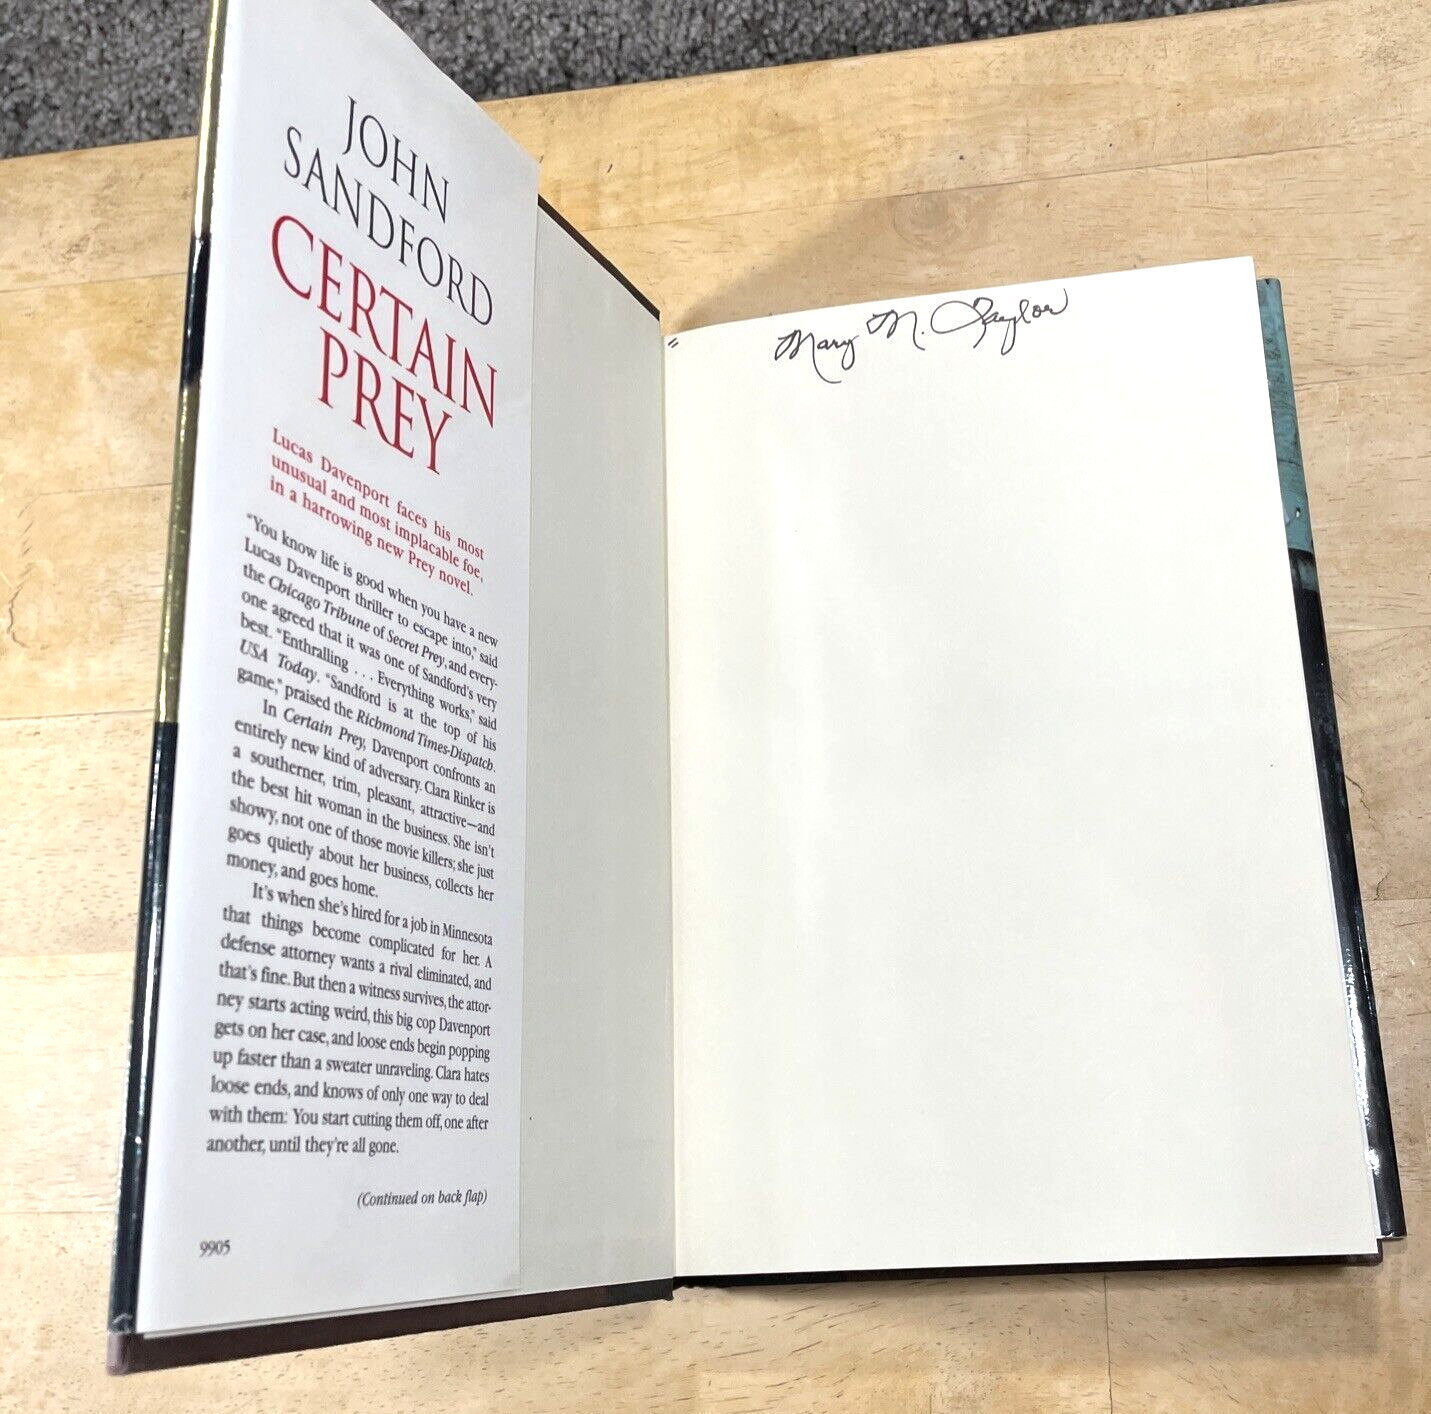 JOHN
SANDFORD
CERTAIN
PREY
Lucas Davenport faces his most
unusual and most implacable foe,
in a harrowing new Prey novel.
"You know life is good when you have a new
Lucas Davenport thriller to escape into," said
the Chicago Tribune of Secret Prey, and every-
one agreed that it was one of Sandford's very
best. "Enthralling . . . Everything works," said
USA Today. "Sandford is at the top of his
game," praised the Richmond Times-Dispatch.
In Certain Prey, Davenport confronts an
entirely new kind of adversary. Clara Rinker is
a southerner, trim, pleasant, attractive—and
the best hit woman in the business. She isn't
showy, not one of those movie killers; she just
goes quietly about her business, collects her
money, and goes home.
It's when she's hired for a job in Minnesota
that things become complicated for her. A
defense attorney wants a rival eliminated, and
that's fine. But then a witness survives, the attor-
ney starts acting weird, this big cop Davenport
gets on her case, and loose ends begin popping
up faster than a sweater unraveling. Clara hates
loose ends, and knows of only one way to deal
with them: You start cutting them off, one after
another, until they're all gone.
(Continued on back flap)
9905
Mary M. Taylor